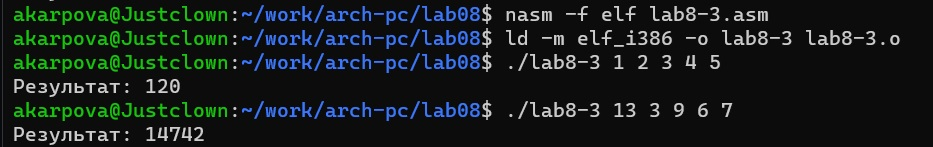 akarpova@Justclown:~/work/arch-pc/lab08$ nasm -f elf lab8-3.asm
akarpova@Justclown:~/work/arch-pc/lab08$ ld -m elf_i386 -o lab8-3 lab8-3.o
akarpova@Justclown:~/work/arch-pc/lab08$ ./lab8-3 1 2 3 4 5
Результат: 120
akarpova@Justclown:~/work/arch-pc/lab08$ ./lab8-3 13 3 9 6 7
Результат: 14742